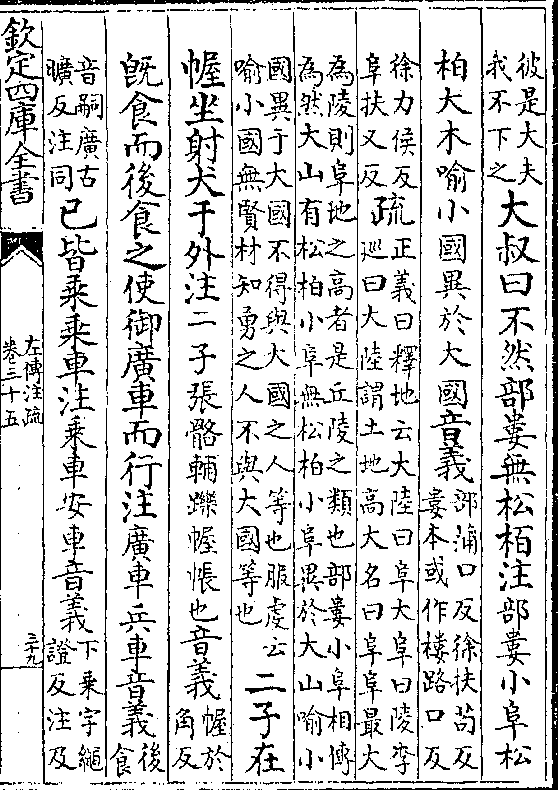 彼是大夫
我不下之
大叔曰不然部婁無松柏注部婁小阜松
柏大木喻小國異於大國音義
部蒲口反徐扶苟反
婁本或作樓路口反
徐力侯反
阜扶又反
疏
正義曰釋地云大陸曰阜大阜曰陵李
巡曰大陸謂土地高大名曰阜阜最大
為陵則阜地之高者是丘陵之類也部婁小阜相傳
為然大山有松柏小阜無松柏小阜異於大山喻小
國異于大國不得與大國之人等也服虔云
喻小國無賢材知勇之人不與大國等也
二子在
幄坐射犬于外注二子張骼輔躒幄帳也音義
幄於
角反
既食而後食之使御廣車而行注廣車兵車音義
後
食
音嗣廣古
曠反注同
已皆乘乘車注乘車安車音義
下乘字繩
證反注及
欽定四庫全書
左傳注疏
卷三十五
三九